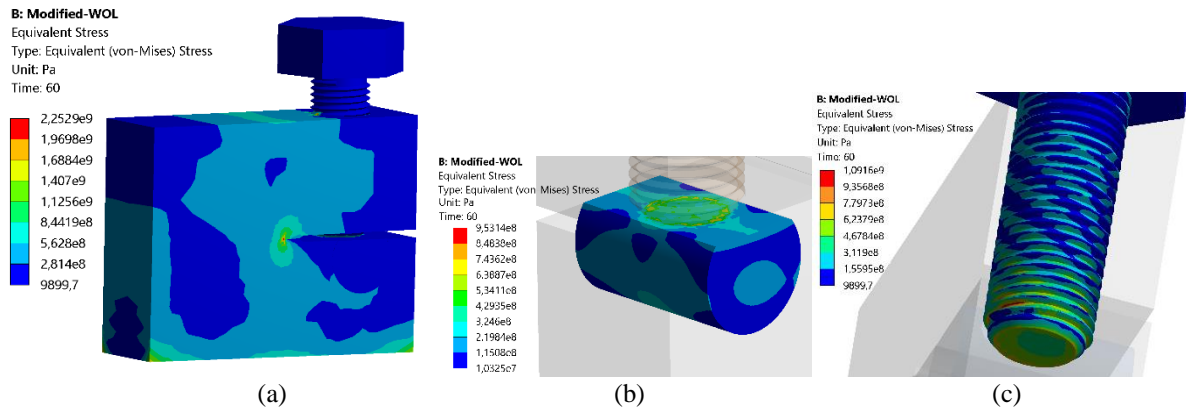 B: Modified-WOL
Equivalent Stress
Type: Equivalent (von-Mises) Stress
Unit: Pa
Time: 60
2,2529e9
1,9698e9
1,6884e9
1,407e9
1,1256e9
8,4419e8
5,628e8
2,814e8
9899,7
(a)
B: Modified-WOL
Equivalent Stress
Type: Equivalent (von-Mises) Stress
Unit: Pa
Time: 60
9,5314e8
8,4838e8
7,4362e8
6,3887e8
5,3411e8
4,2935e8
3,246e8
2,1984e8
1,1508e8
1,0325e7
(b)
B: Modified-WOL
Equivalent Stress
Type: Equivalent (von-Mises) Stress
Unit: Pa
Time: 60
1,0916e9
9,3568e8
7,7973e8
6,2379e8
4,6784e8
3,119e8
1,5595e8
9899,7
(c)